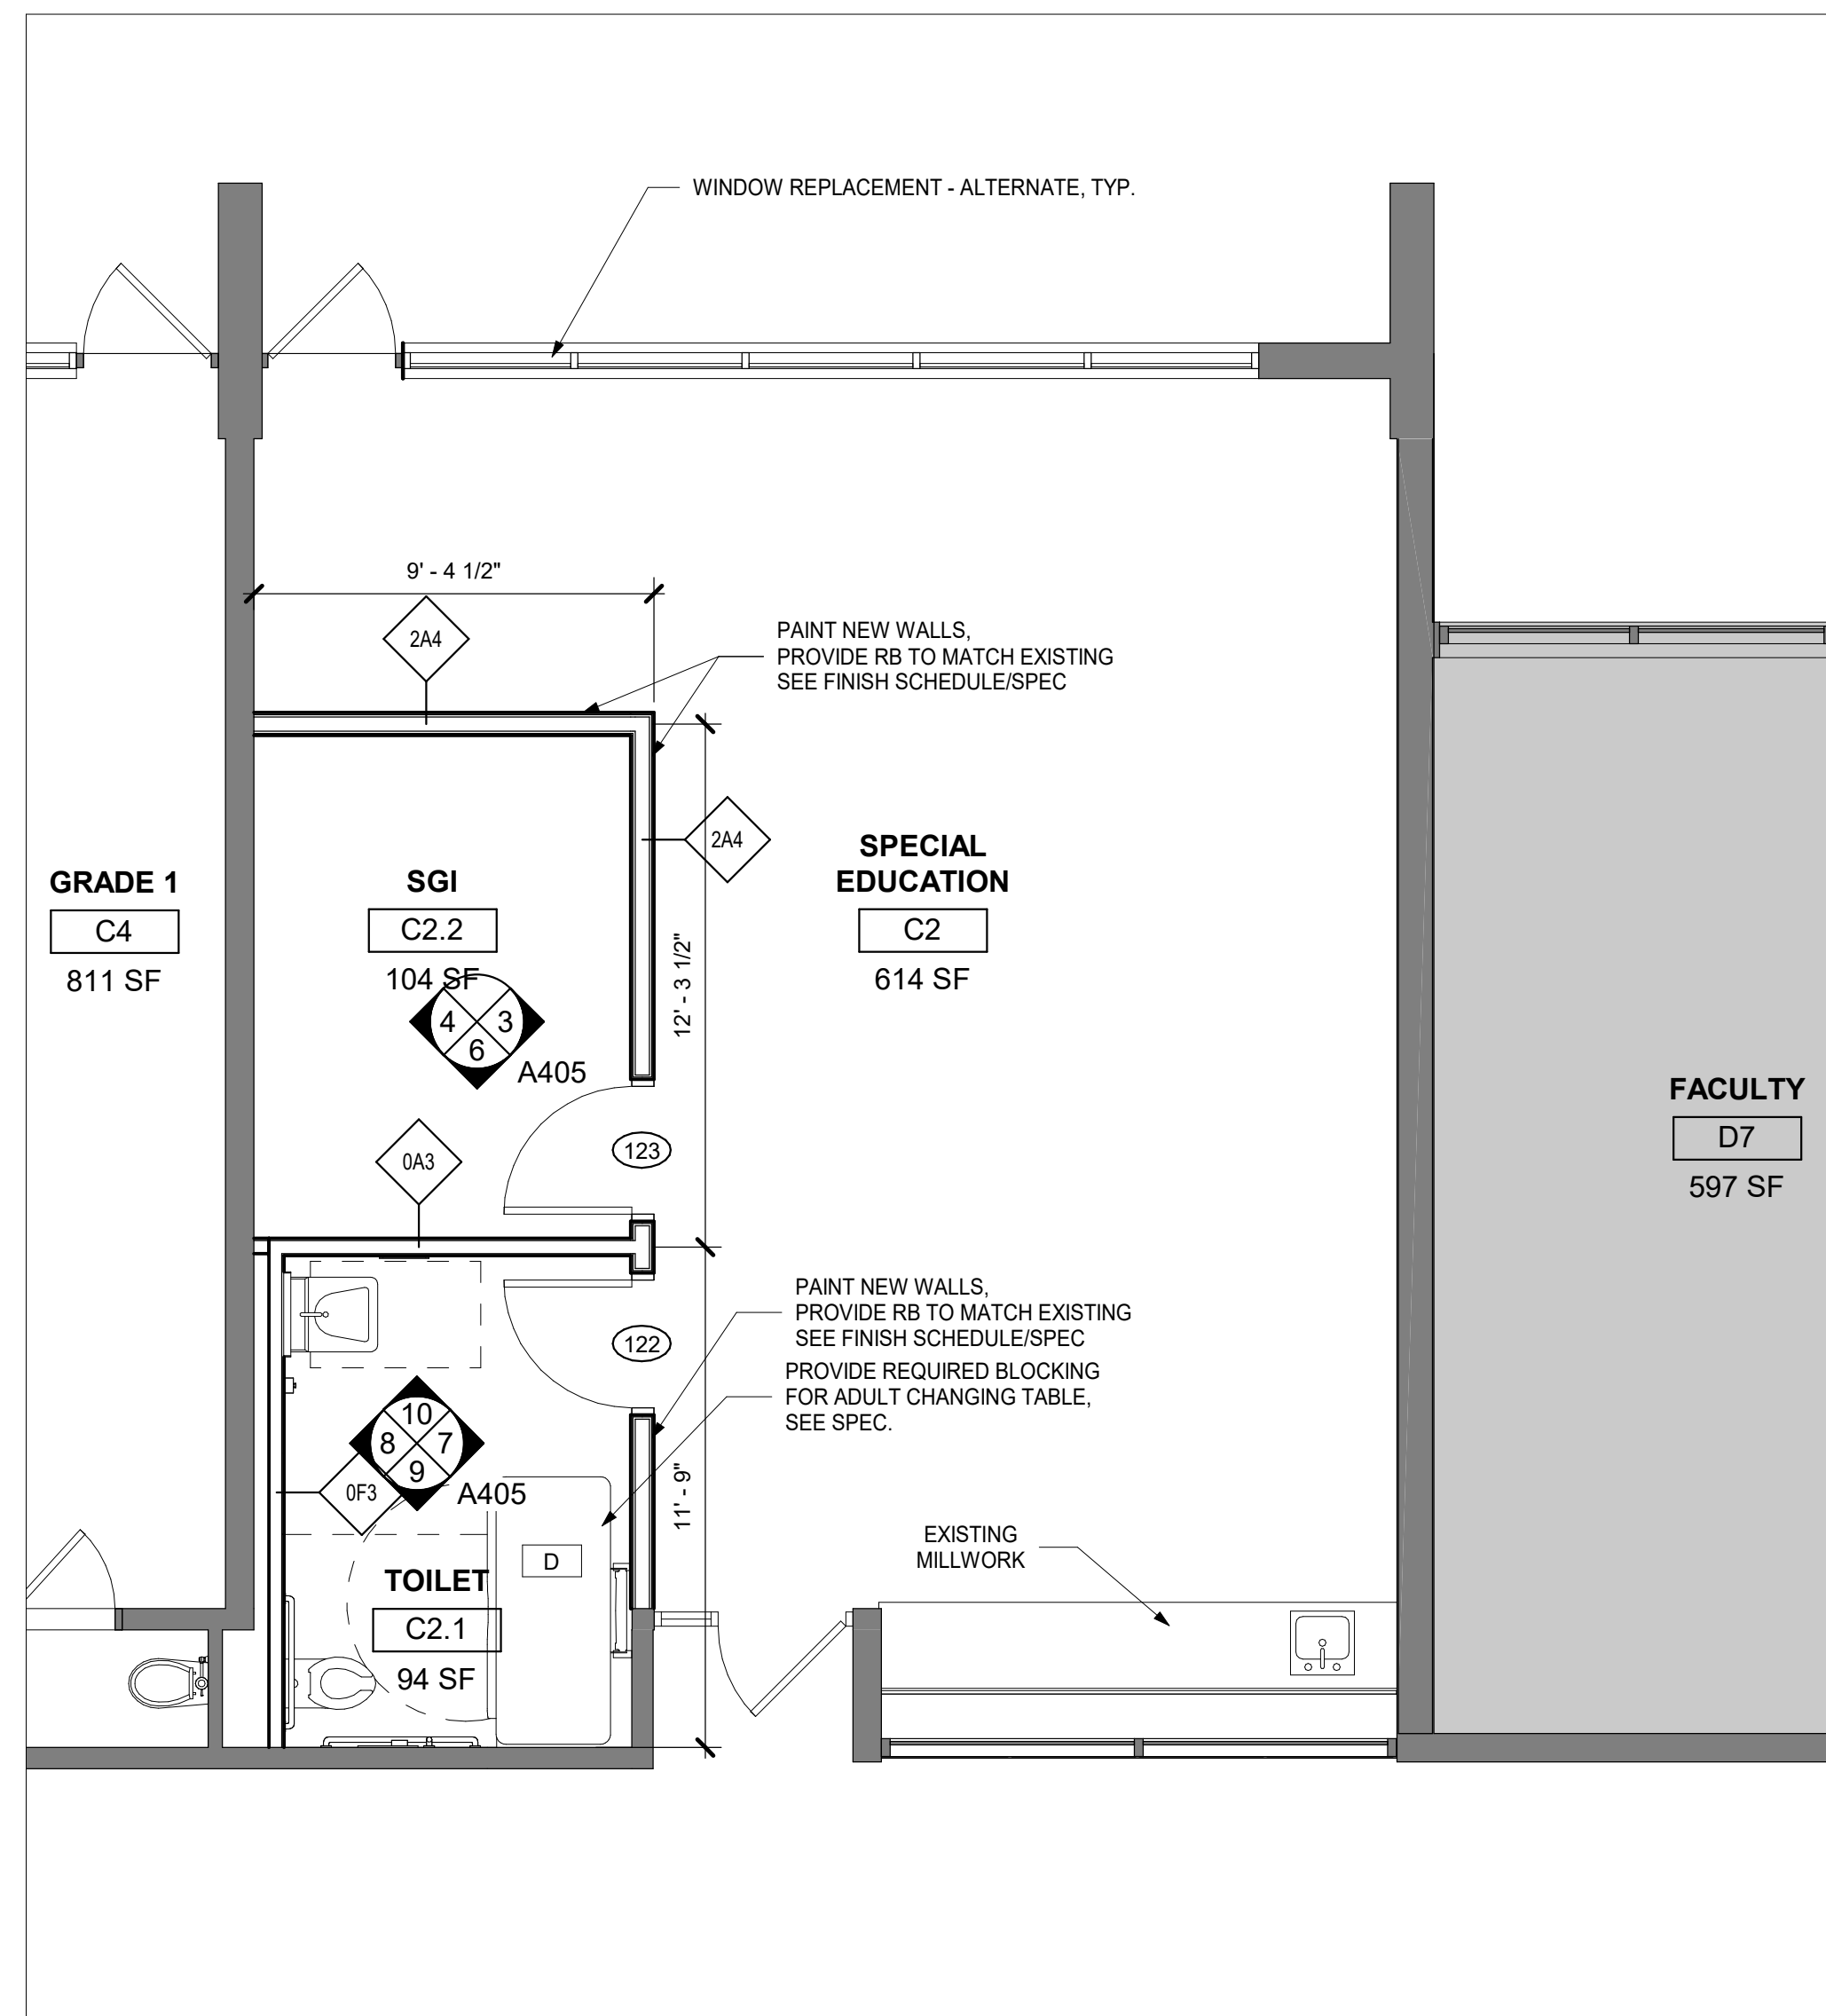 WINDOW REPLACEMENT - ALTERNATE, TYP.
9' - 4 1/2"
2A4
PAINT NEW WALLS,
PROVIDE RB TO MATCH EXISTING
SEE FINISH SCHEDULE/SPEC
2A4
GRADE 1
C4
811 SF
SGI
C2.2
104 SF
4
3
6
A405
12' - 3 1/2"
SPECIAL
EDUCATION
C2
614 SF
FACULTY
D7
597 SF
123
0A3
122
PAINT NEW WALLS,
PROVIDE RB TO MATCH EXISTING
SEE FINISH SCHEDULE/SPEC
PROVIDE REQUIRED BLOCKING
FOR ADULT CHANGING TABLE,
SEE SPEC.
10
8
7
9
A405
0F3
11' - 9"
D
TOILET
C2.1
94 SF
EXISTING
MILLWORK